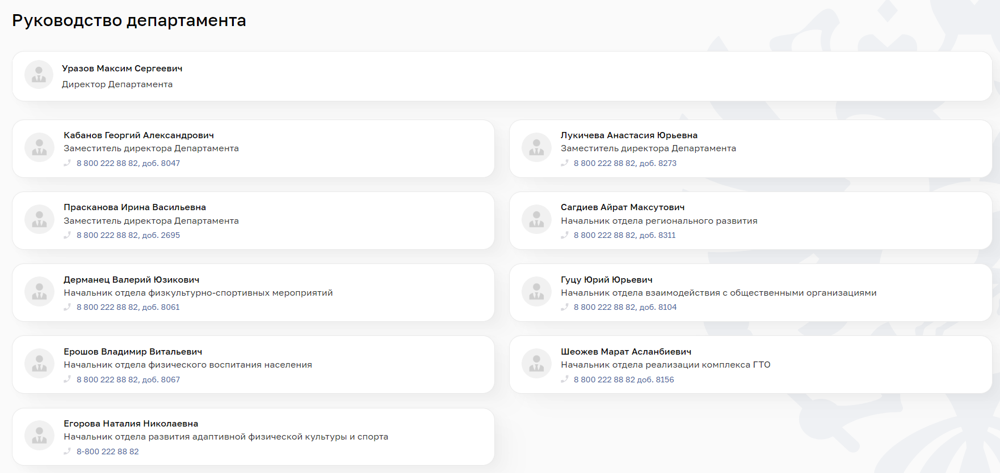 Руководство департамента
Уразов Максим Сергеевич
Директор Департамента
Кабанов Георгий Александрович
Заместитель директора Департамента
8 800 222 88 82, доб. 8047
Лукичева Анастасия Юрьевна
Заместитель директора Департамента
8 800 222 88 82, доб. 8273
Прасканова Ирина Васильевна
Заместитель директора Департамента
8 800 222 88 82, доб. 2695
Сагдиев Айрат Максутович
Начальник отдела регионального развития
8 800 222 88 82, доб. 8311
Дерманец Валерий Юзикович
Начальник отдела физкультурно-спортивных мероприятий
8 800 222 88 82, доб. 8061
Гуцу Юрий Юрьевич
Начальник отдела взаимодействия с общественными организациями
8 800 222 88 82, доб. 8104
Ерошов Владимир Витальевич
Начальник отдела физического воспитания населения
8 800 222 88 82, доб. 8067
Шеожев Марат Асланбиевич
Начальник отдела реализации комплекса ГТО
8 800 222 88 82 доб. 8156
Егорова Наталия Николаевна
Начальник отдела развития адаптивной физической культуры и спорта
8-800 222 88 82